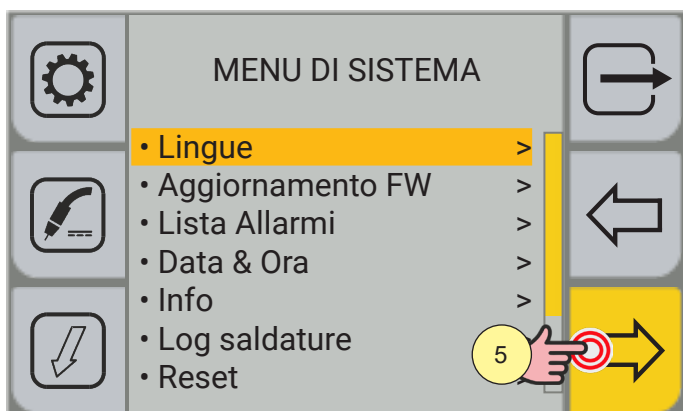 MENU DI SISTEMA
• Lingue >
• Aggiornamento FW >
• Lista Allarmi >
• Data & Ora >
• Info >
• Log saldature
• Reset
5